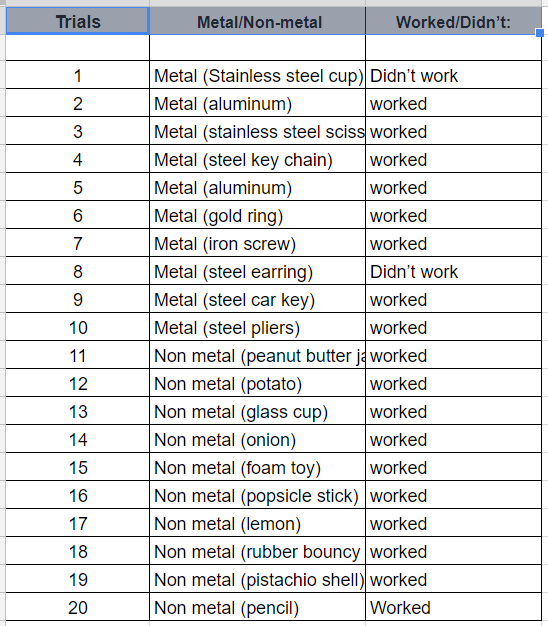 Trials Metal/Non-metal Worked/Didn’t:
1 Metal (Stainless steel cup) Didn’t work
2 Metal (aluminum) worked
3 Metal (stainless steel sciss worked
4 Metal (steel key chain) worked
5 Metal (aluminum) worked
6 Metal (gold ring) worked
7 Metal (iron screw) worked
8 Metal (steel earring) Didn’t work
9 Metal (steel car key) worked
10 Metal (steel pliers) worked
11 Non metal (peanut butter ja worked
12 Non metal (potato) worked
13 Non metal (glass cup) worked
14 Non metal (onion) worked
15 Non metal (foam toy) worked
16 Non metal (popsicle stick) worked
17 Non metal (lemon) worked
18 Non metal (rubber bouncy worked
19 Non metal (pistachio shell) worked
20 Non metal (pencil) Worked